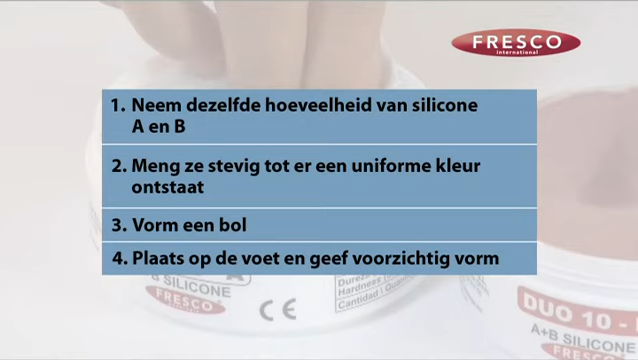 FRESCO
international
1. Neem dezelfde hoeveelheid van silicone
A en B
2. Meng ze stevig tot er een uniforme kleur
ontstaat
3. Vorm een bol
4. Plaats op de voet en geef voorzichtig vorm
B SILICONE
FRESCO
CE
Hardness
Cantidad
DUO 10 -
A+B SILICONE
FRESCO